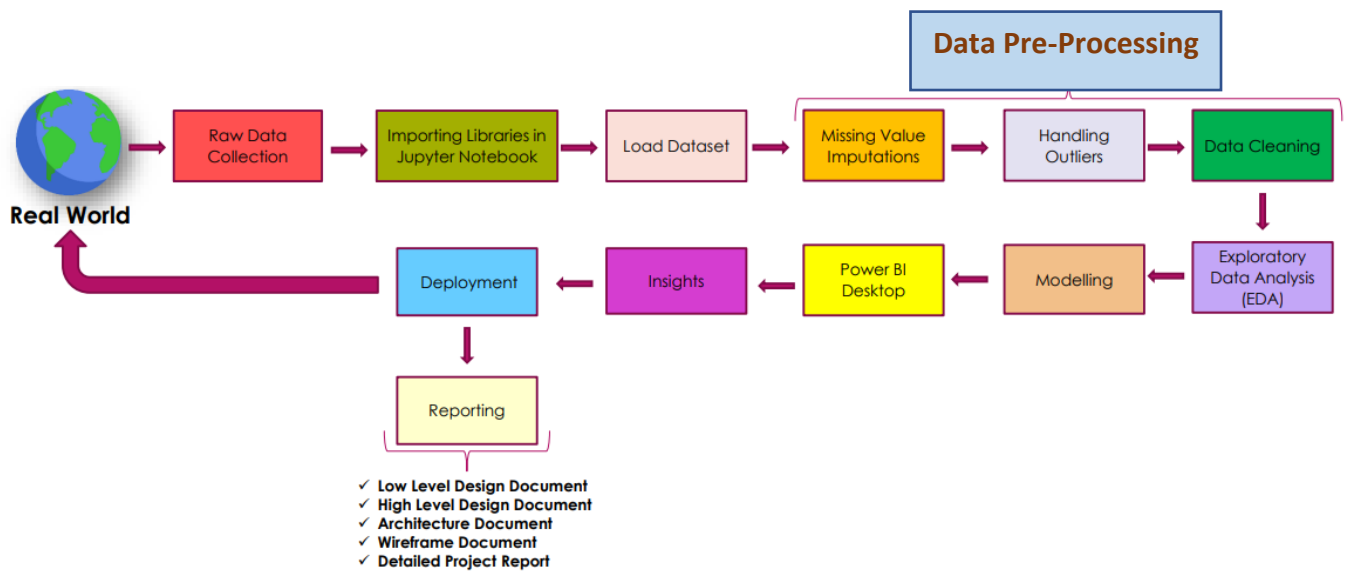 Data Pre-Processing
Raw Data
Collection
Importing Libraries in
Jupyter Notebook
Load Dataset
Missing Value
Imputations
Handling
Outliers
Data Cleaning
Real World
Deployment
Insights
Power BI
Desktop
Modelling
Exploratory
Data Analysis
(EDA)
Reporting
✓ Low Level Design Document
✓ High Level Design Document
✓ Architecture Document
✓ Wireframe Document
✓ Detailed Project Report